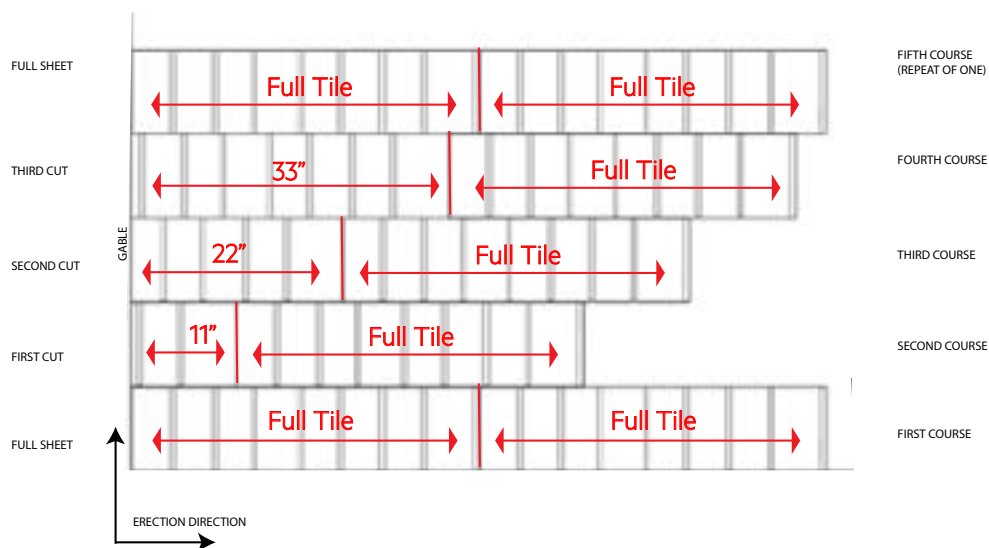 FULL SHEET
Full Tile
Full Tile
FIFTH COURSE
(REPEAT OF ONE)
THIRD CUT
33”
Full Tile
FOURTH COURSE
GABLE
SECOND CUT
22”
Full Tile
THIRD COURSE
FIRST CUT
11”
Full Tile
SECOND COURSE
FULL SHEET
Full Tile
Full Tile
FIRST COURSE
ERECTION DIRECTION